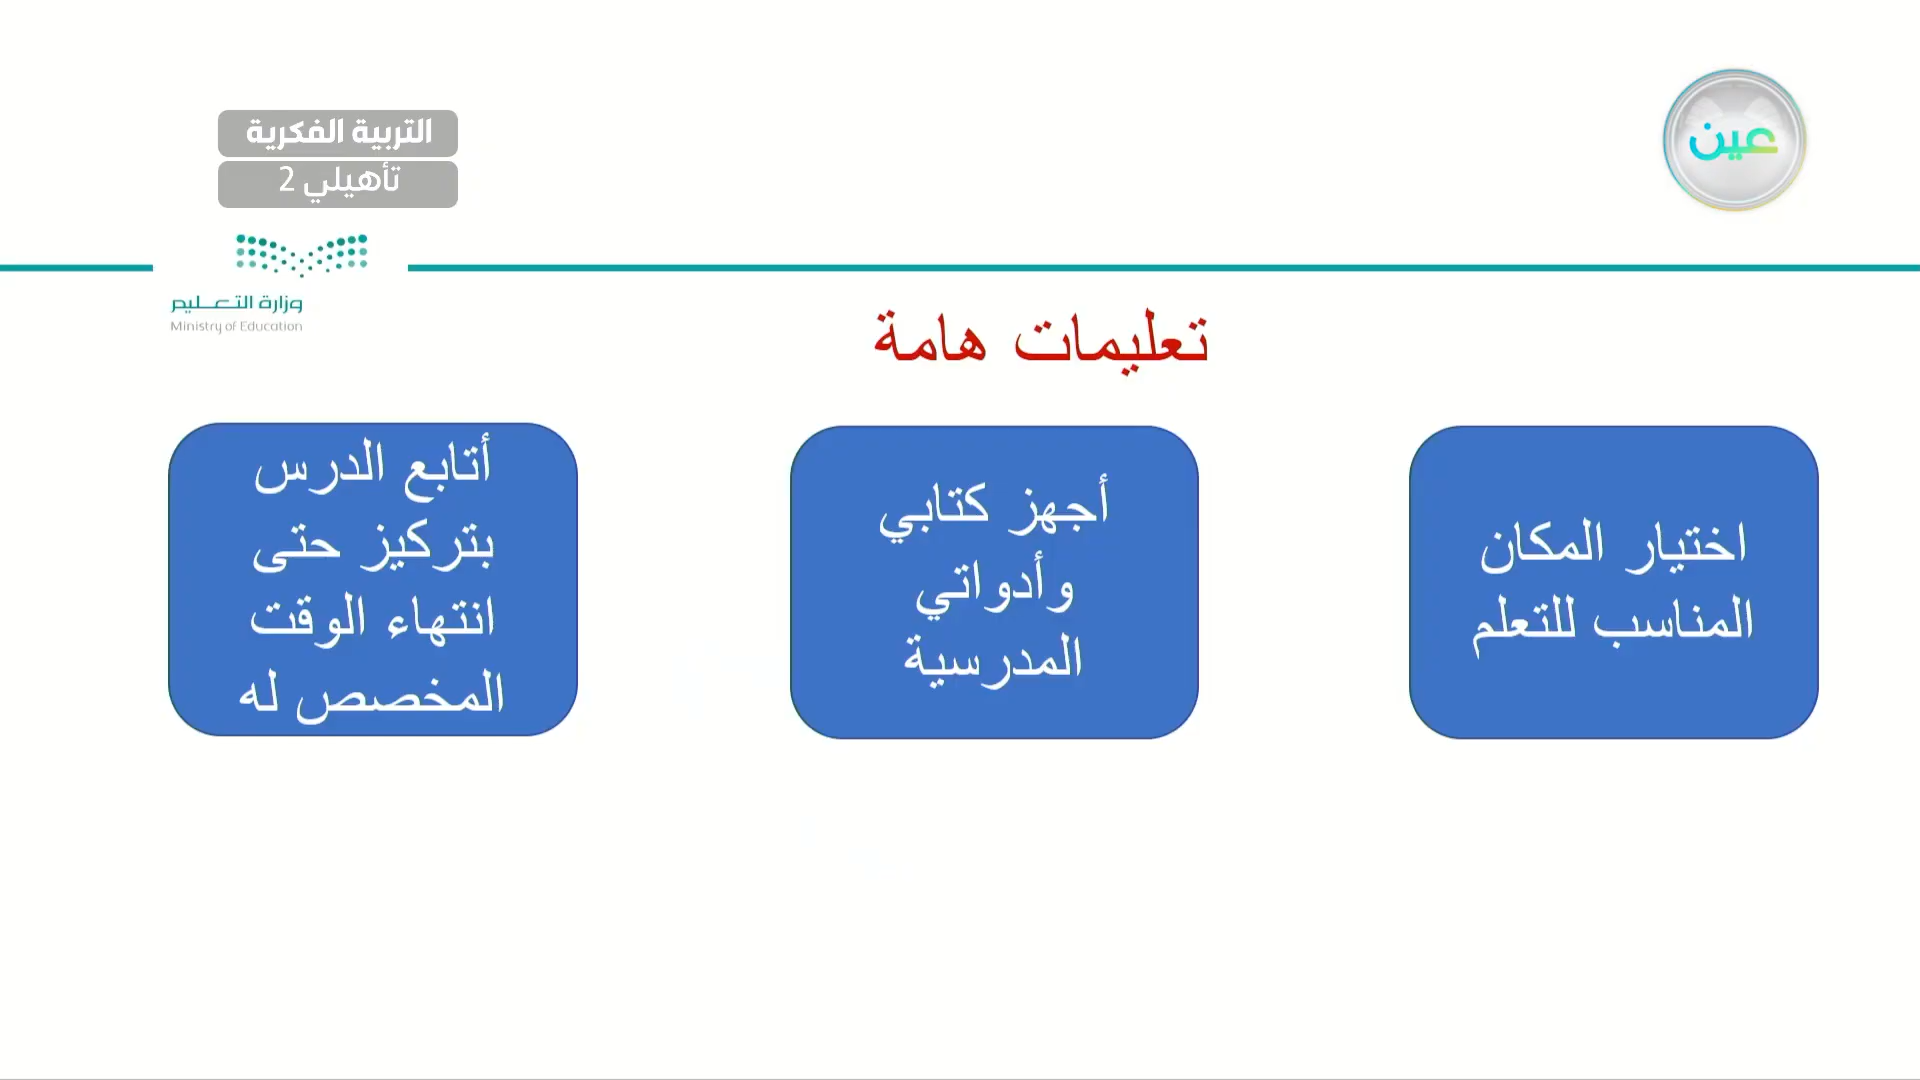 عين
التربية الفكرية
تأهيلي 2
وزارة التعليم
Ministry of Education
تعليمات هامة
اختيار المكان
المناسب للتعلم
أجهز كتابي
وأدواتي
المدرسية
أتابع الدرس
بتركيز حتى
انتهاء الوقت
المخصص له